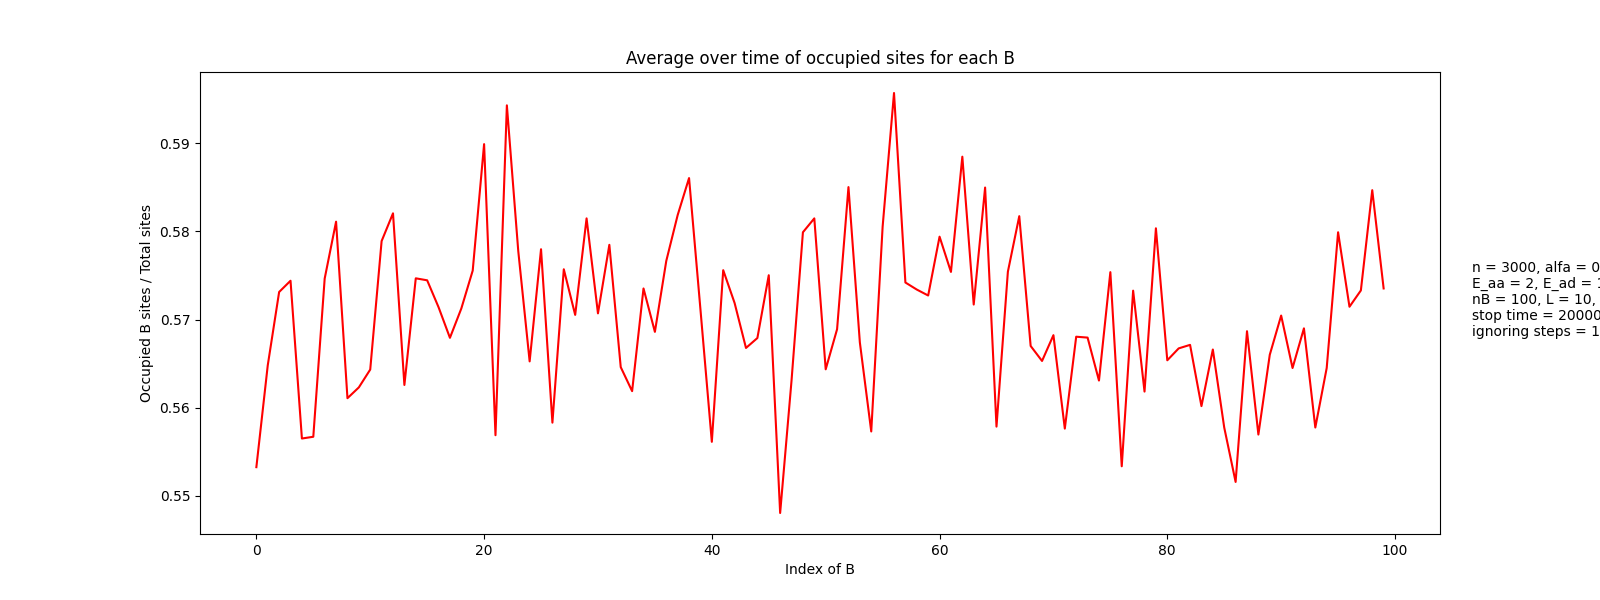 Average over time of occupied sites for each B
Occupied B sites / Total sites
0.59
0.58
0.57
0.56
0.55
0
20
40
60
80
100
Index of B
n = 3000, alfa = 0
E_aa = 2, E_ad = 1
nB = 100, L = 10,
stop time = 20000
ignoring steps = 1